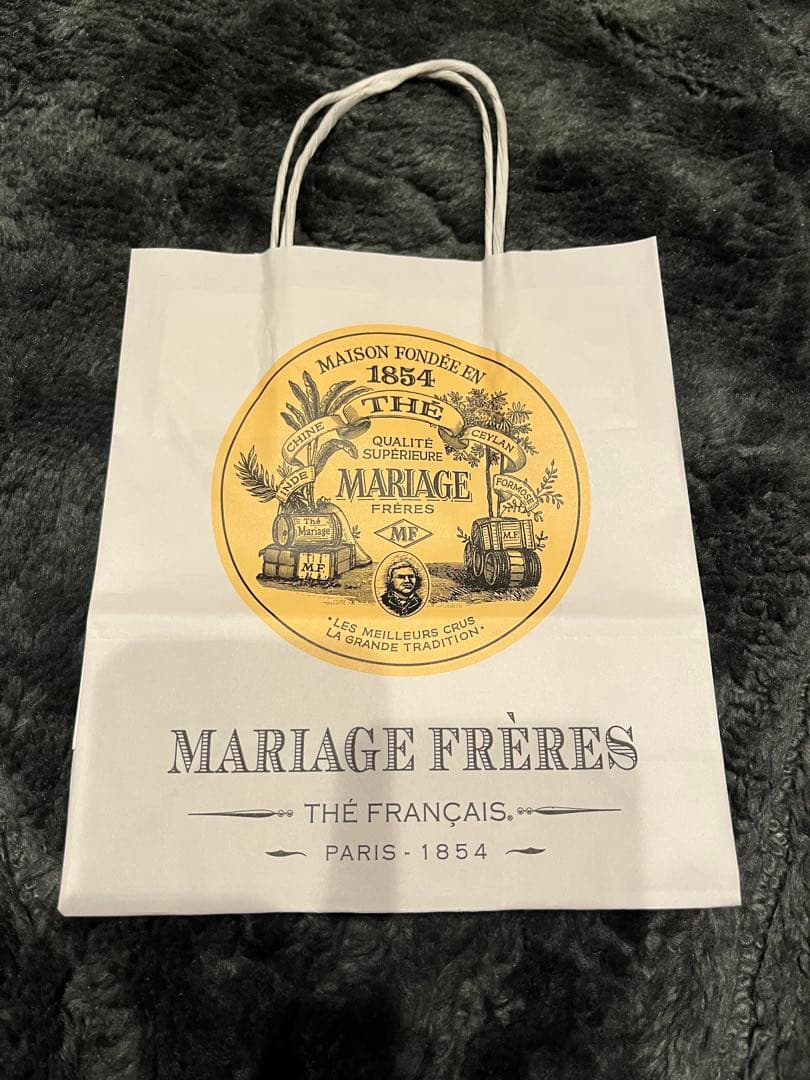 MAISON FONDÉE EN
1854
THÉ
CHINE
CEYLAN
INDE
FORMOSE
QUALITÉ
SUPÉRIEURE
MARIAGE
FRÈRES
MF
Thé
Mariage
M.F.
M.F.
• LES MEILLEURS CRUS
LA GRANDE TRADITION •
MARIAGE FRÈRES
THÉ FRANÇAIS®
PARIS - 1854